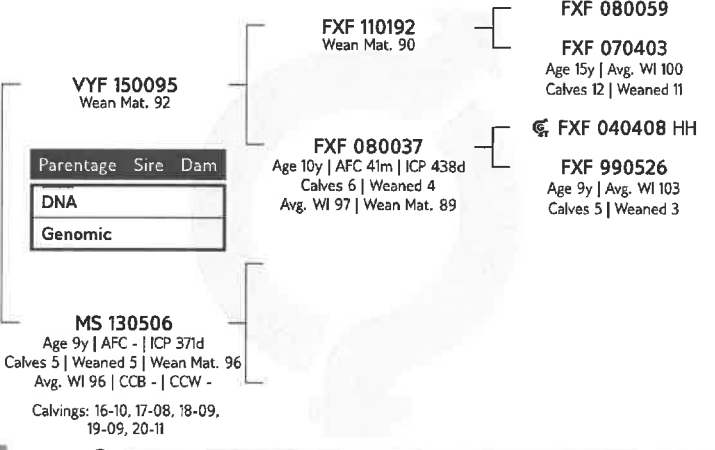 FXF 080059
FXF 110192
Wean Mat. 90
FXF 070403
Age 15y | Avg. WI 100
Calves 12 | Weaned 11
VYF 150095
Wean Mat. 92
FXF 080037
Age 10y | AFC 41m | ICP 438d
Calves 6 | Weaned 4
Avg. WI 97 | Wean Mat. 89
FXF 040408 HH
FXF 990526
Age 9y | Avg. WI 103
Calves 5 | Weaned 3
Parentage Sire Dam
DNA
Genomic
MS 130506
Age 9y | AFC - | ICP 371d
Calves 5 | Weaned 5 | Wean Mat. 96
Avg. WI 96 | CCB - | CCW -
Calvings: 16-10, 17-08, 18-09,
19-09, 20-11